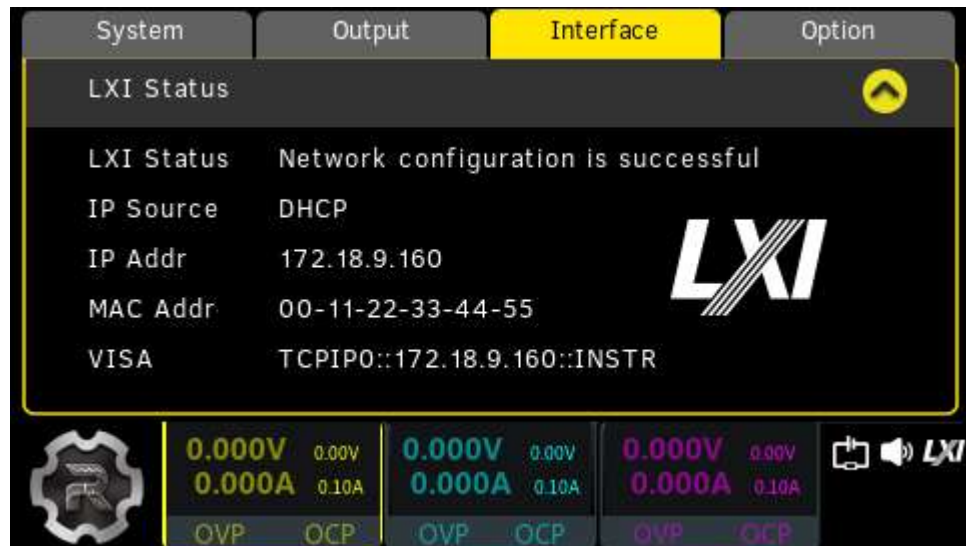 System Output Interface Option
LXI Status
LXI Status Network configuration is successful
IP Source DHCP
IP Addr 172.18.9.160
MAC Addr 00-11-22-33-44-55
VISA TCPIP0::172.18.9.160::INSTR
LXI
0.000V 0.00V 0.000V 0.00V 0.000V 0.00V
0.000A 0.10A 0.000A 0.10A 0.000A 0.10A
OVP OCP OVP OCP OVP OCP
LXI
R